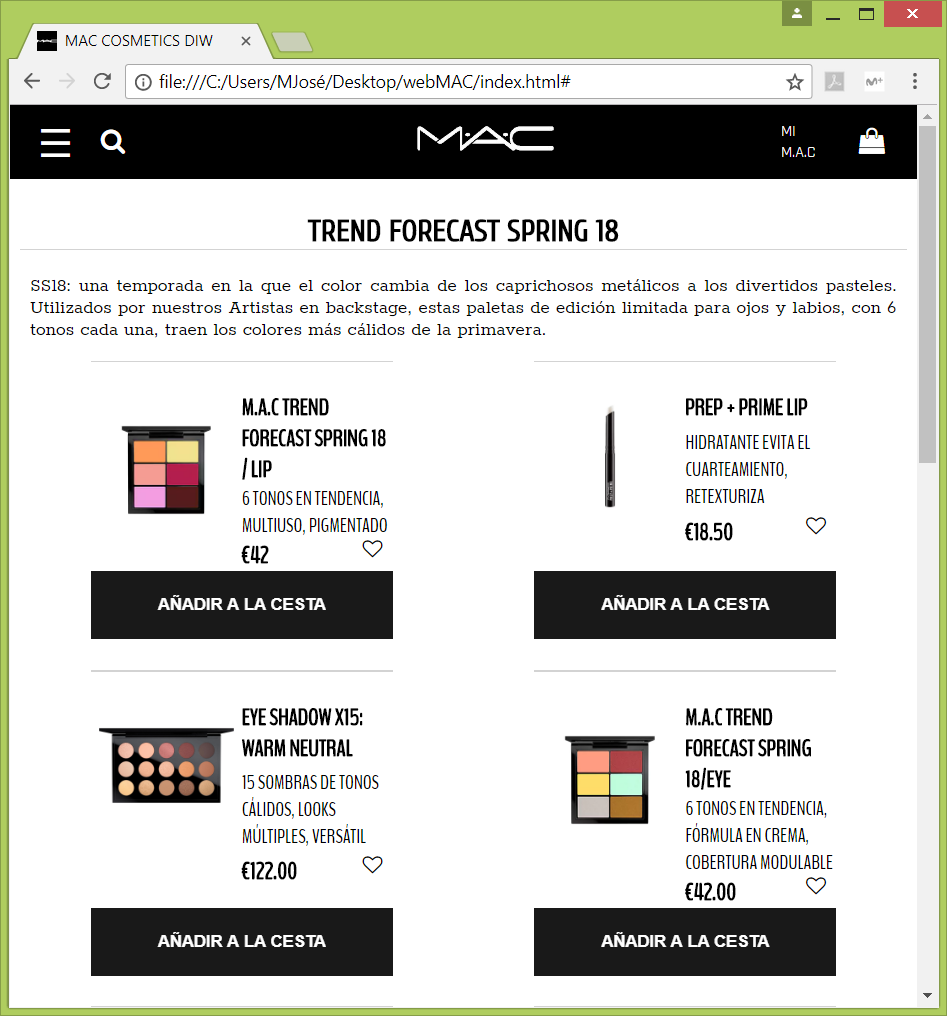 MAC COSMETICS DIW
file:///C:/Users/MJosé/Desktop/webMAC/index.html#
M·A·C
MI
M.A.C
TREND FORECAST SPRING 18
SS18: una temporada en la que el color cambia de los caprichosos metálicos a los divertidos pasteles.
Utilizados por nuestros Artistas en backstage, estas paletas de edición limitada para ojos y labios, con 6
tonos cada una, traen los colores más cálidos de la primavera.
M.A.C TREND
FORECAST SPRING 18
/ LIP
6 TONOS EN TENDENCIA,
MULTIUSO, PIGMENTADO
€42
AÑADIR A LA CESTA
PREP + PRIME LIP
HIDRATANTE EVITA EL
CUARTEAMIENTO,
RETEXTURIZA
€18.50
AÑADIR A LA CESTA
EYE SHADOW X15:
WARM NEUTRAL
15 SOMBRAS DE TONOS
CÁLIDOS, LOOKS
MÚLTIPLES, VERSÁTIL
€122.00
AÑADIR A LA CESTA
M.A.C TREND
FORECAST SPRING
18/EYE
6 TONOS EN TENDENCIA,
FÓRMULA EN CREMA,
COBERTURA MODULABLE
€42.00
AÑADIR A LA CESTA